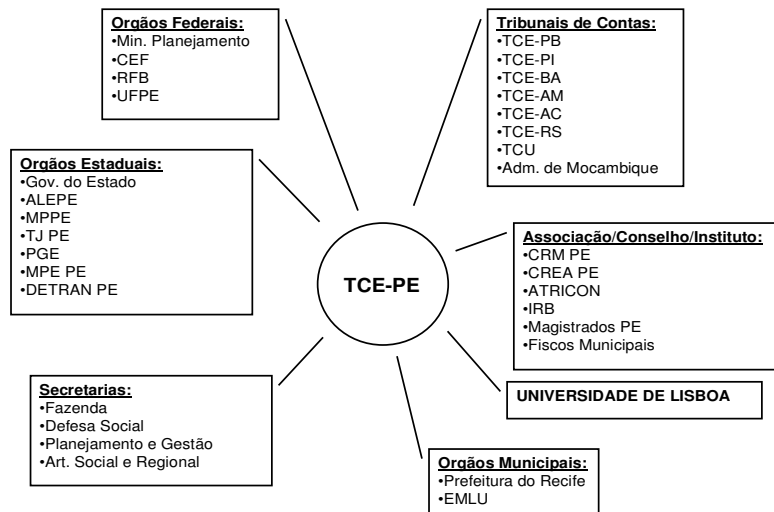 Orgãos Federais:
•Min. Planejamento
•CEF
•RFB
•UFPE
Tribunais de Contas:
•TCE-PB
•TCE-PI
•TCE-BA
•TCE-AM
•TCE-AC
•TCE-RS
•TCU
•Adm. de Mocambique
Orgãos Estaduais:
•Gov. do Estado
•ALEPE
•MPPE
•TJ PE
•PGE
•MPE PE
•DETRAN PE
TCE-PE
Associação/Conselho/Instituto:
•CRM PE
•CREA PE
•ATRICON
•IRB
•Magistrados PE
•Fiscos Municipais
Secretarias:
•Fazenda
•Defesa Social
•Planejamento e Gestão
•Art. Social e Regional
UNIVERSIDADE DE LISBOA
Orgãos Municipais:
•Prefeitura do Recife
•EMLU